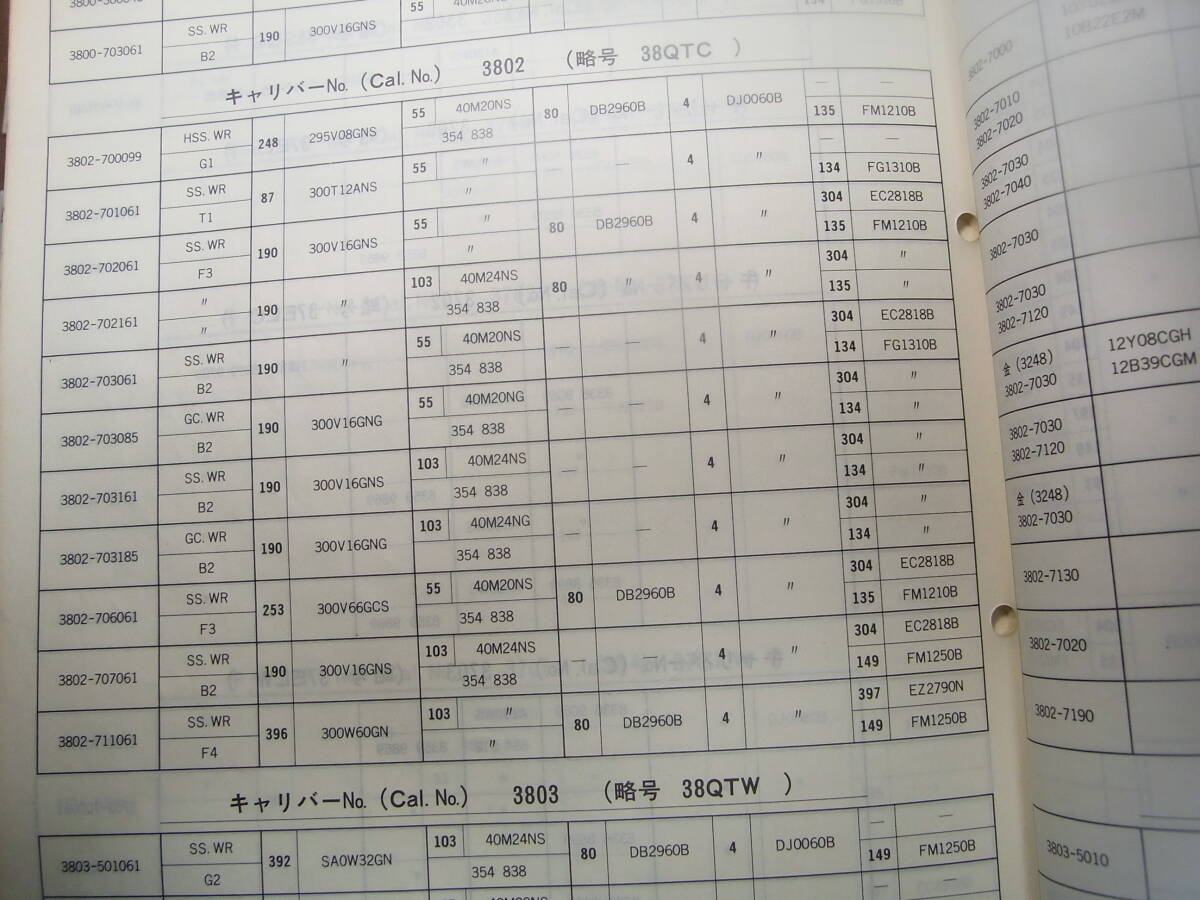 3800-703061 SS. WR 190 300V16GNS 55
B2
キャリバーNo. (Cal. No.) 3802 (略号 38QTC )
3802-700099 HSS. WR 248 295V08GNS 55 40M20NS 80 DB2960B 4 DJ0060B — —
G1 354 838 135 FM1210B
3802-701061 SS. WR 87 300T12ANS 55 〃 — — 4 〃 — —
T1 〃 134 FG1310B
3802-702061 SS. WR 190 300V16GNS 55 〃 80 DB2960B 4 〃 304 EC2818B
F3 〃 135 FM1210B
3802-702161 〃 190 〃 103 40M24NS 80 〃 4 〃 304 〃
〃 354 838 135 〃
3802-703061 SS. WR 190 〃 55 40M20NS — — 4 〃 304 EC2818B
B2 354 838 134 FG1310B
3802-703085 GC. WR 190 300V16GNG 55 40M20NG — — 4 〃 304 〃
B2 354 838 134 〃
3802-703161 SS. WR 190 300V16GNS 103 40M24NS — — 4 〃 304 〃
B2 354 838 134 〃
3802-703185 GC. WR 190 300V16GNG 103 40M24NG — — 4 〃 304 〃
B2 354 838 134 〃
3802-706061 SS. WR 253 300V66GCS 55 40M20NS 80 DB2960B 4 〃 304 EC2818B
F3 354 838 135 FM1210B
3802-707061 SS. WR 190 300V16GNS 103 40M24NS — — 4 〃 304 EC2818B
B2 354 838 149 FM1250B
3802-711061 SS. WR 396 300W60GN 103 〃 80 DB2960B 4 〃 397 EZ2790N
F4 〃 149 FM1250B
キャリバーNo. (Cal. No.) 3803 (略号 38QTW )
3803-501061 SS. WR 392 SA0W32GN 103 40M24NS 80 DB2960B 4 DJ0060B — —
G2 354 838 149 FM1250B
10B22E2M
3802-7000
3802-7010
3802-7020
3802-7030
3802-7040
3802-7030
3802-7030
3802-7120
金 (3248) 12Y08CGH
3802-7030 12B39CGM
3802-7030
3802-7120
金 (3248)
3802-7030
3802-7130
3802-7020
3802-7190
3803-5010